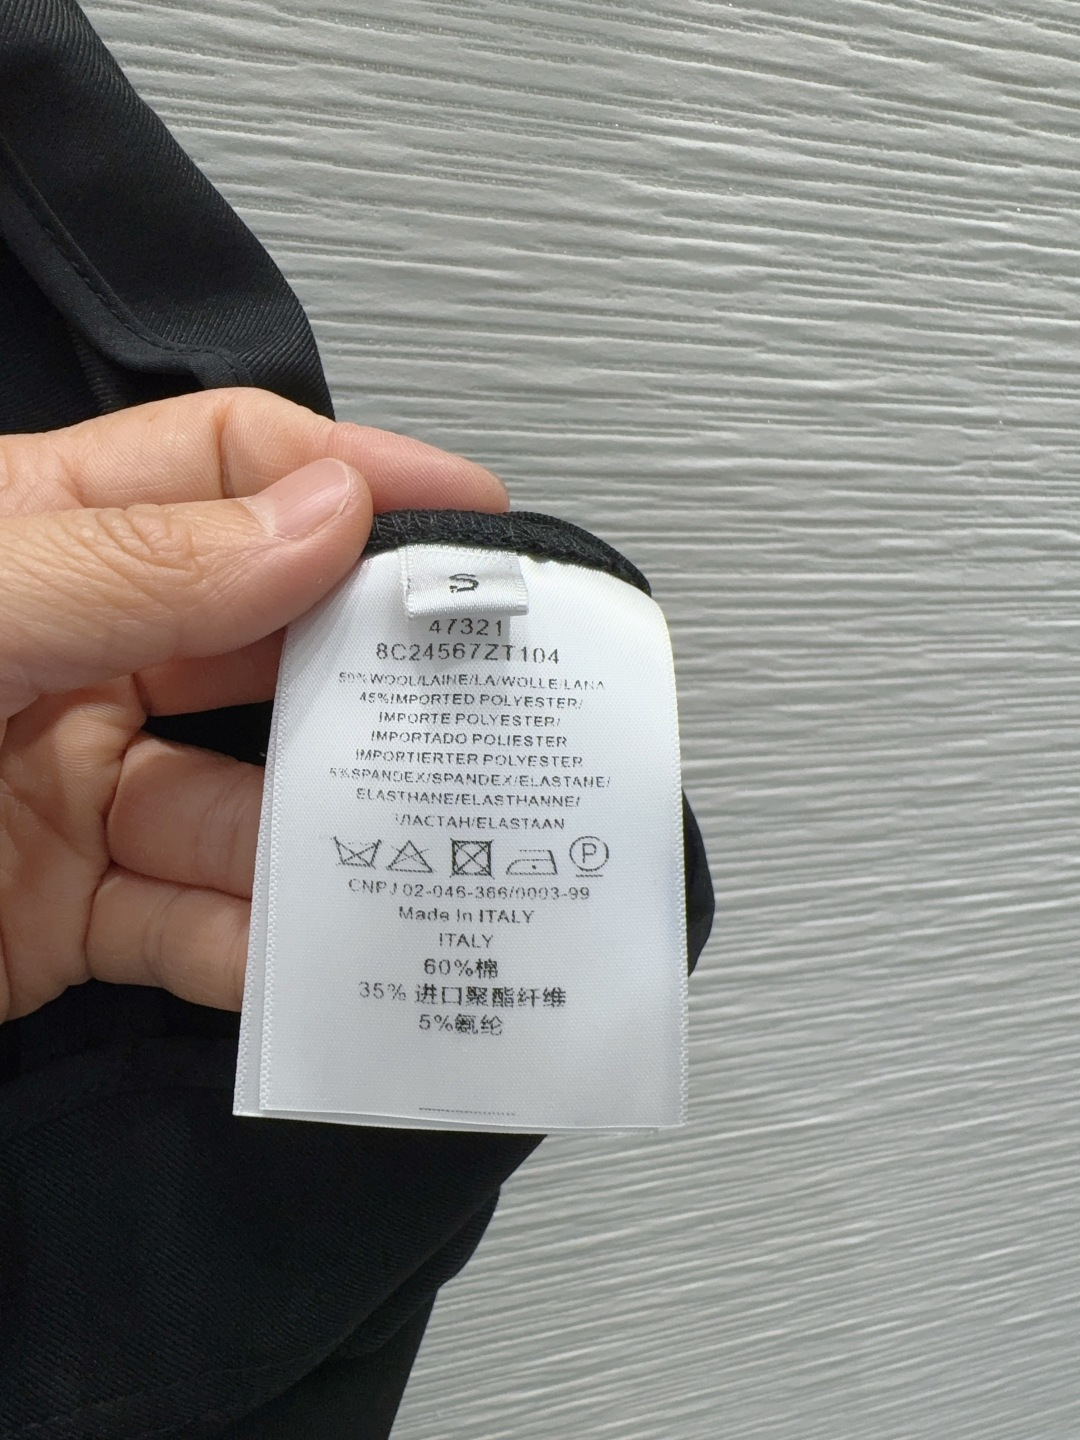 S
47321
8C24567ZT104
50%WOOL/LAINE/LA/WOLLE/LANA
45%IMPORTED POLYESTER/
IMPORTE POLYESTER/
IMPORTADO POLIESTER
IMPORTIERTER POLYESTER
5%SPANDEX/SPANDEX/ELASTANE/
ELASTHANE/ELASTHANNE/
ELASTAAN
P
CNPJ 02-046-366/0003-99
Made In ITALY
ITALY
60%棉
35% 进口聚酯纤维
5%氨纶